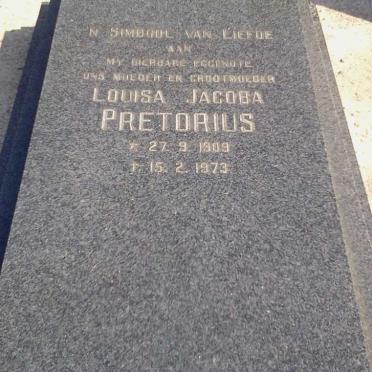 'N SIMBOOL VAN LIEFDE
AAN
MY DIERBARE EGGENOTE
ONS MOEDER EN GROOTMOEDER
LOUISA JACOBA
PRETORIUS
* 27. 9. 1909
† 15. 2. 1973